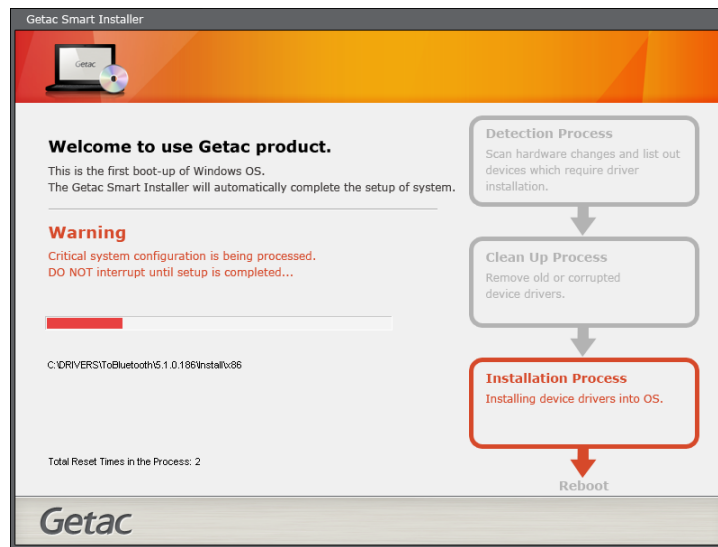 Getac Smart Installer
Getac
Welcome to use Getac product.
This is the first boot-up of Windows OS.
The Getac Smart Installer will automatically complete the setup of system.
Warning
Critical system configuration is being processed.
DO NOT interrupt until setup is completed...
C:\DRIVERS\ToBluetooth\5.1.0.186\Install\x86
Total Reset Times in the Process: 2
Detection Process
Scan hardware changes and list out
devices which require driver
installation.
Clean Up Process
Remove old or corrupted
device drivers.
Installation Process
Installing device drivers into OS.
Reboot
Getac